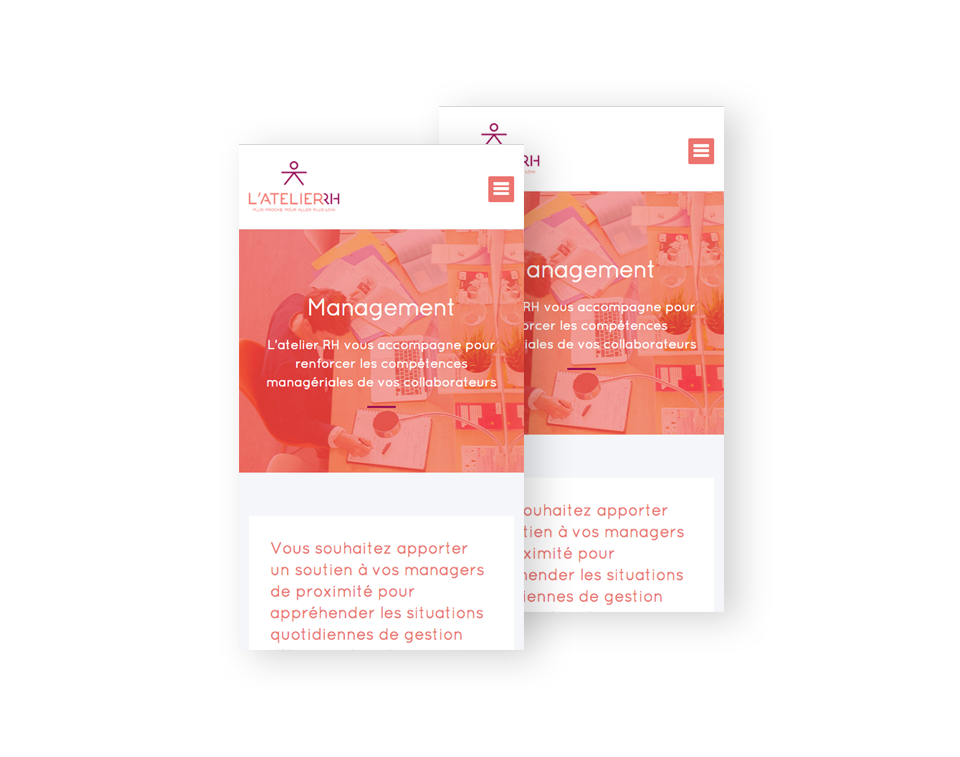 L'ATELIERRH
PLUS PROCHE POUR ALLER PLUS LOIN
Management
L'atelier RH vous accompagne pour
renforcer les compétences
managériales de vos collaborateurs
Vous souhaitez apporter
un soutien à vos managers
de proximité pour
appréhender les situations
quotidiennes de gestion
RH
LOIN
anagement
RH vous accompagne pour
orcer les compétences
iales de vos collaborateurs
ouhaitez apporter
tien à vos managers
ximité pour
hender les situations
iennes de gestion